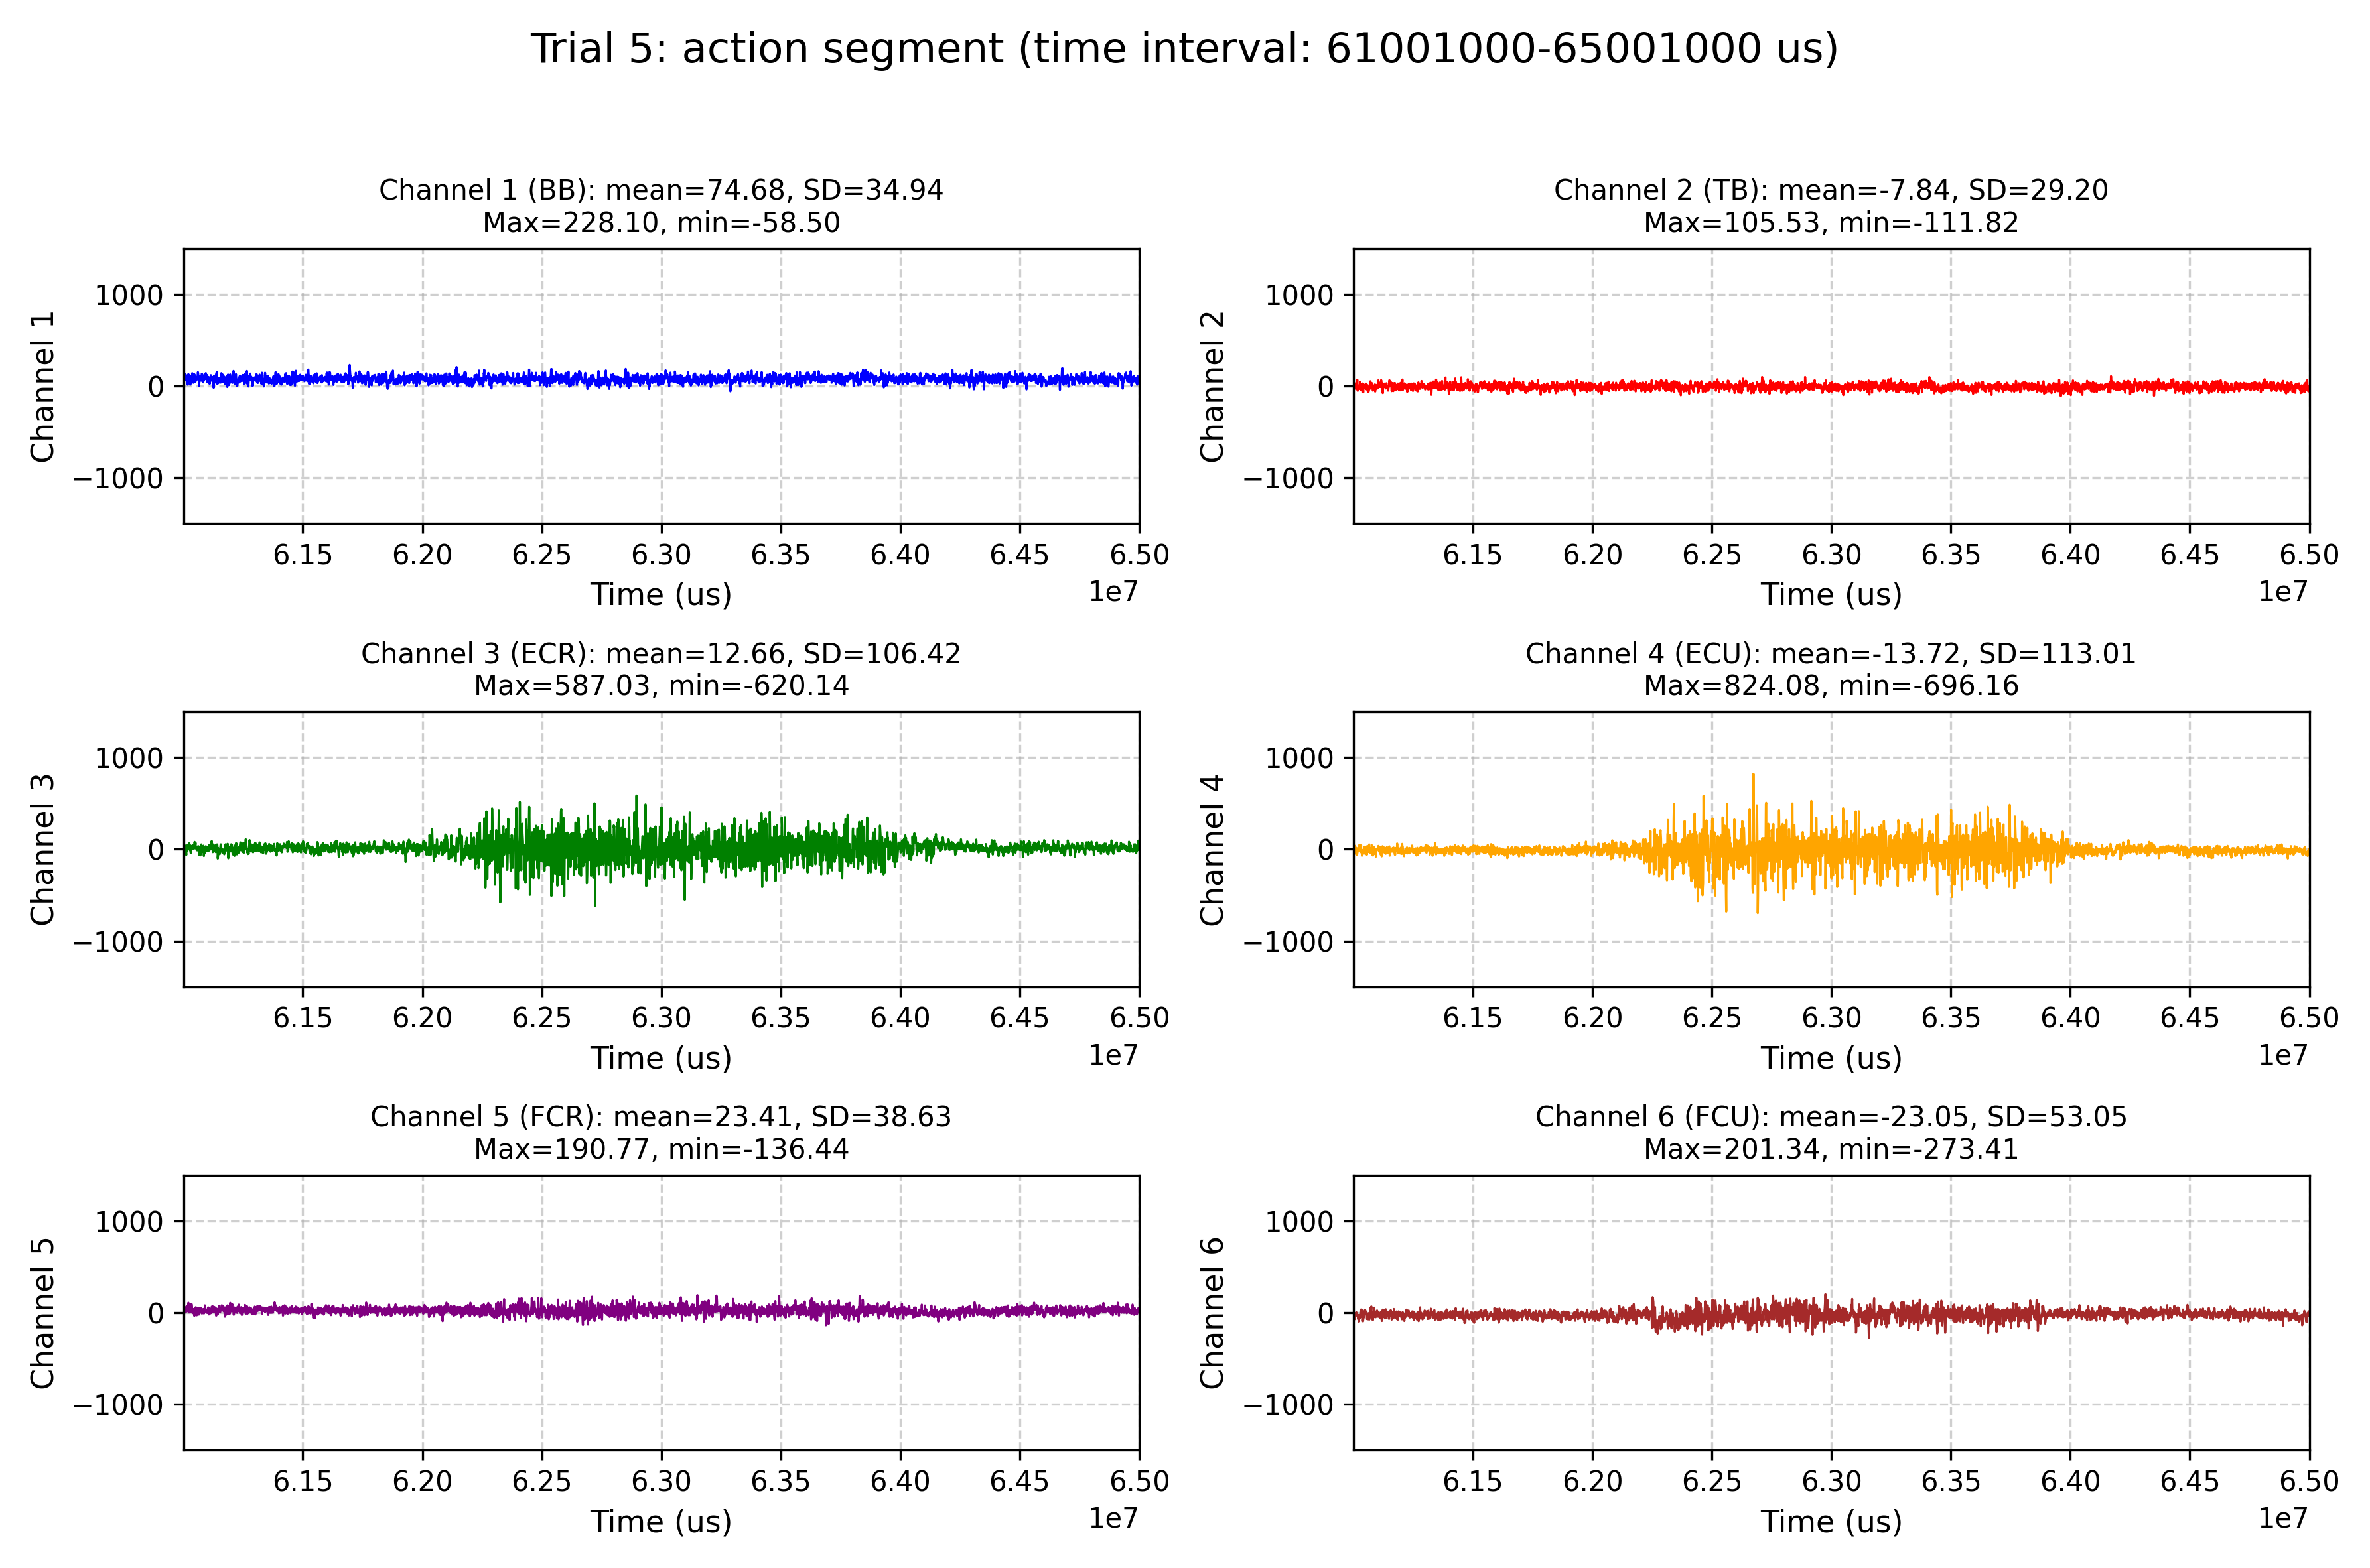 Trial 5: action segment (time interval: 61001000-65001000 us)
Channel 1 (BB): mean=74.68, SD=34.94
Max=228.10, min=-58.50
Channel 1
1000
0
−1000
6.15 6.20 6.25 6.30 6.35 6.40 6.45 6.50
Time (us)
1e7
Channel 2 (TB): mean=-7.84, SD=29.20
Max=105.53, min=-111.82
Channel 2
1000
0
−1000
6.15 6.20 6.25 6.30 6.35 6.40 6.45 6.50
Time (us)
1e7
Channel 3 (ECR): mean=12.66, SD=106.42
Max=587.03, min=-620.14
Channel 3
1000
0
−1000
6.15 6.20 6.25 6.30 6.35 6.40 6.45 6.50
Time (us)
1e7
Channel 4 (ECU): mean=-13.72, SD=113.01
Max=824.08, min=-696.16
Channel 4
1000
0
−1000
6.15 6.20 6.25 6.30 6.35 6.40 6.45 6.50
Time (us)
1e7
Channel 5 (FCR): mean=23.41, SD=38.63
Max=190.77, min=-136.44
Channel 5
1000
0
−1000
6.15 6.20 6.25 6.30 6.35 6.40 6.45 6.50
Time (us)
1e7
Channel 6 (FCU): mean=-23.05, SD=53.05
Max=201.34, min=-273.41
Channel 6
1000
0
−1000
6.15 6.20 6.25 6.30 6.35 6.40 6.45 6.50
Time (us)
1e7